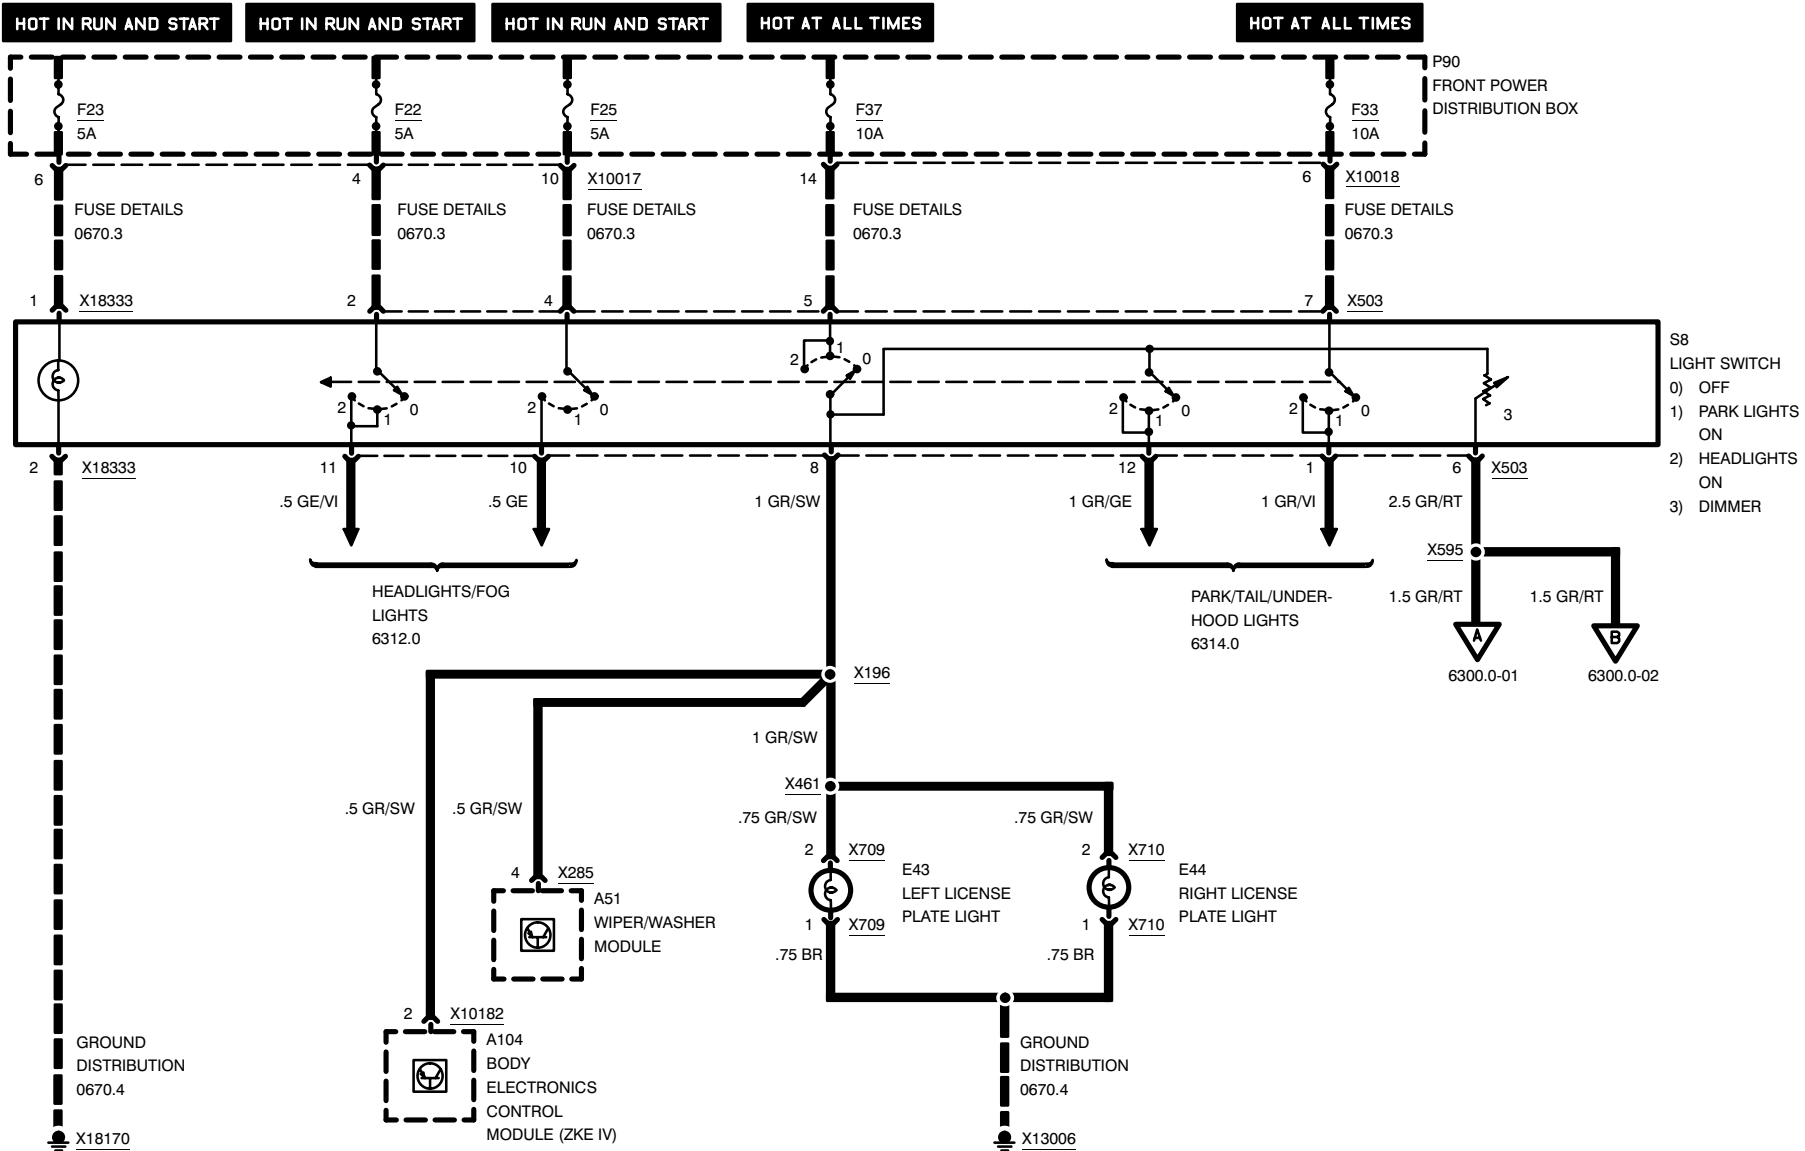 HOT IN RUN AND START
HOT IN RUN AND START
HOT IN RUN AND START
HOT AT ALL TIMES
HOT AT ALL TIMES
P90
FRONT POWER
DISTRIBUTION BOX
F23
5A
F22
5A
F25
5A
F37
10A
F33
10A
6
4
10
X10017
14
6
X10018
FUSE DETAILS
0670.3
FUSE DETAILS
0670.3
FUSE DETAILS
0670.3
FUSE DETAILS
0670.3
FUSE DETAILS
0670.3
1
X18333
2
4
5
7
X503
2
1
0
2
1
0
2
1
0
2
1
0
2
1
0
3
S8
LIGHT SWITCH
0) OFF
1) PARK LIGHTS
ON
2) HEADLIGHTS
ON
3) DIMMER
2
X18333
11
10
8
12
1
6
X503
.5 GE/VI
.5 GE
1 GR/SW
1 GR/GE
1 GR/VI
2.5 GR/RT
X595
HEADLIGHTS/FOG
LIGHTS
6312.0
PARK/TAIL/UNDER-
HOOD LIGHTS
6314.0
1.5 GR/RT
1.5 GR/RT
A
B
6300.0-01
6300.0-02
X196
1 GR/SW
X461
.5 GR/SW
.5 GR/SW
.75 GR/SW
.75 GR/SW
2
X709
2
X710
E43
LEFT LICENSE
PLATE LIGHT
E44
RIGHT LICENSE
PLATE LIGHT
1
X709
1
X710
.75 BR
.75 BR
4
X285
A51
WIPER/WASHER
MODULE
2
X10182
A104
BODY
ELECTRONICS
CONTROL
MODULE (ZKE IV)
GROUND
DISTRIBUTION
0670.4
GROUND
DISTRIBUTION
0670.4
X18170
X13006